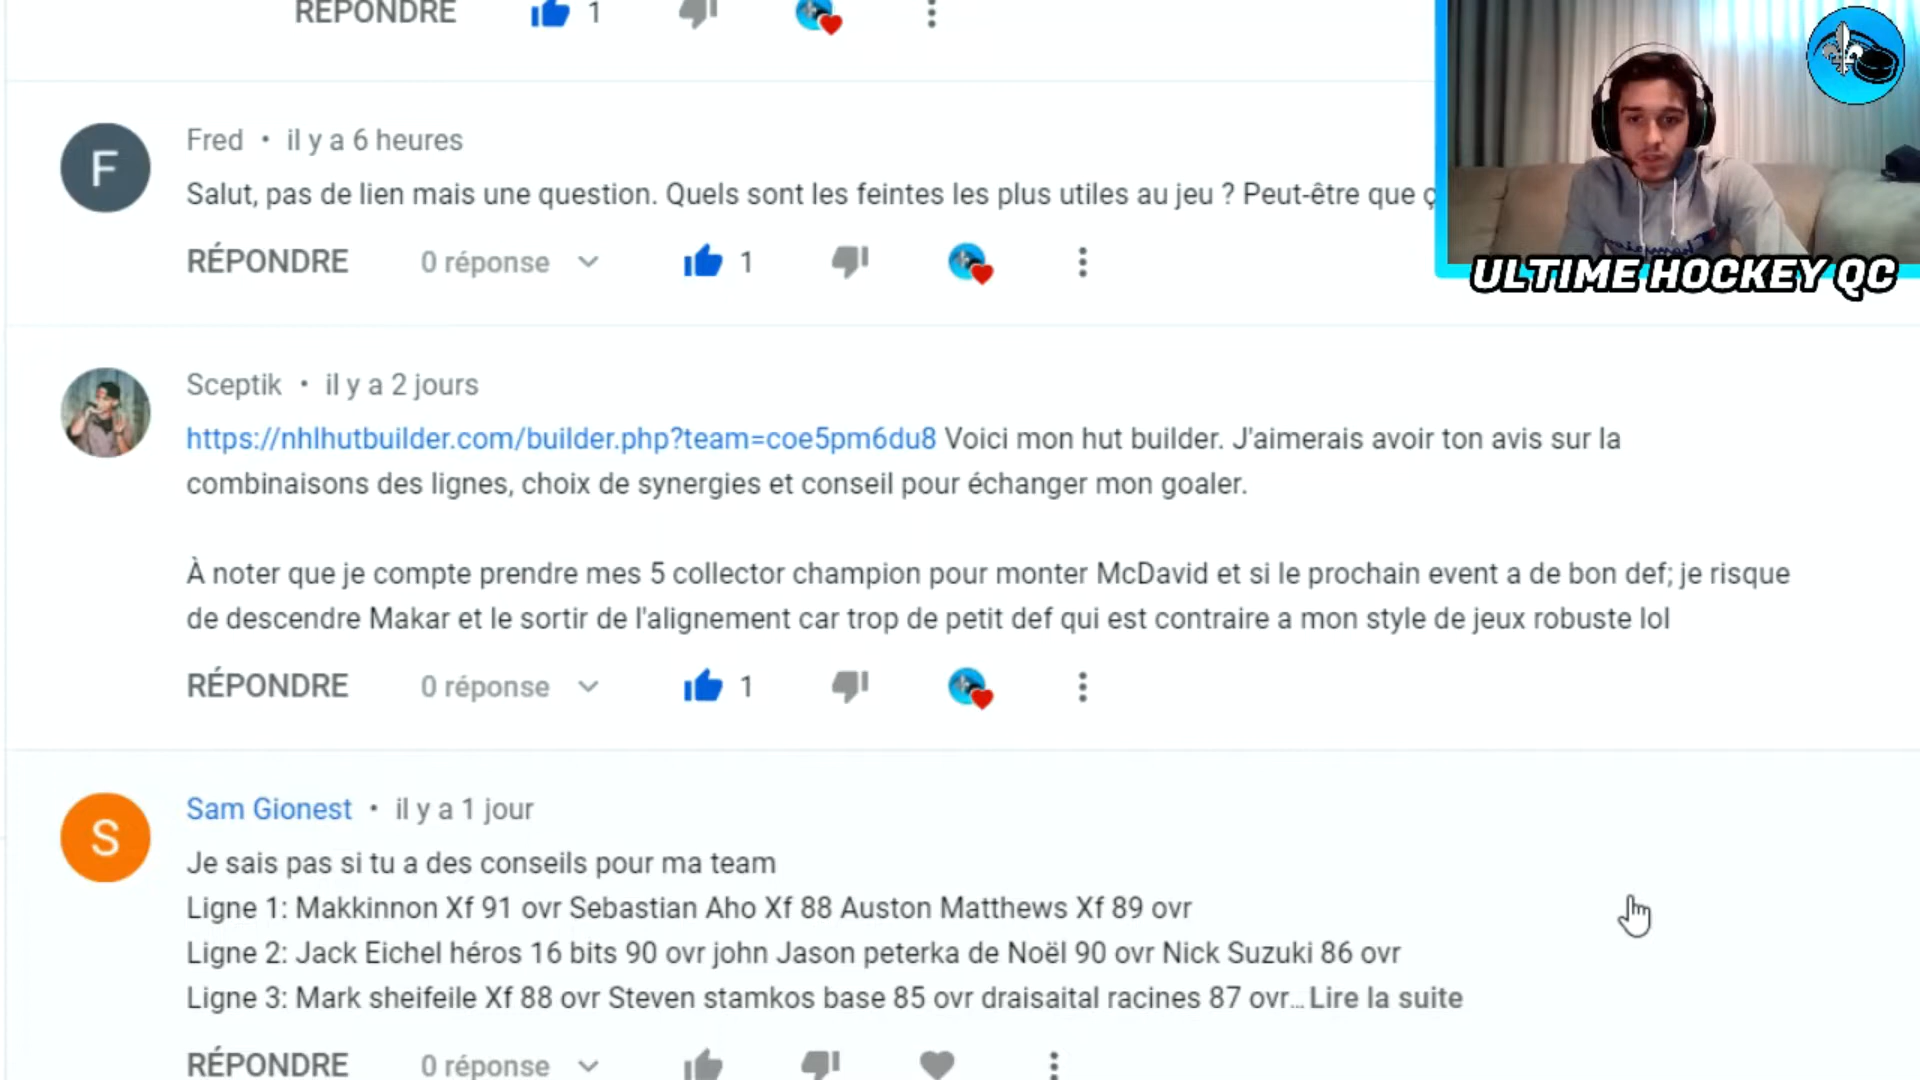 RÉPONDRE 1
Fred • il y a 6 heures
F
Salut, pas de lien mais une question. Quels sont les feintes les plus utiles au jeu ? Peut-être que ç
RÉPONDRE 0 réponse 1
ULTIME HOCKEY QC
Sceptik • il y a 2 jours
https://nhlhutbuilder.com/builder.php?team=coe5pm6du8 Voici mon hut builder. J'aimerais avoir ton avis sur la
combinaisons des lignes, choix de synergies et conseil pour échanger mon goaler.
À noter que je compte prendre mes 5 collector champion pour monter McDavid et si le prochain event a de bon def; je risque
de descendre Makar et le sortir de l'alignement car trop de petit def qui est contraire a mon style de jeux robuste lol
RÉPONDRE 0 réponse 1
Sam Gionest • il y a 1 jour
S
Je sais pas si tu a des conseils pour ma team
Ligne 1: Makkinnon Xf 91 ovr Sebastian Aho Xf 88 Auston Matthews Xf 89 ovr
Ligne 2: Jack Eichel héros 16 bits 90 ovr john Jason peterka de Noël 90 ovr Nick Suzuki 86 ovr
Ligne 3: Mark sheifeile Xf 88 ovr Steven stamkos base 85 ovr draisaital racines 87 ovr... Lire la suite
RÉPONDRE 0 réponse